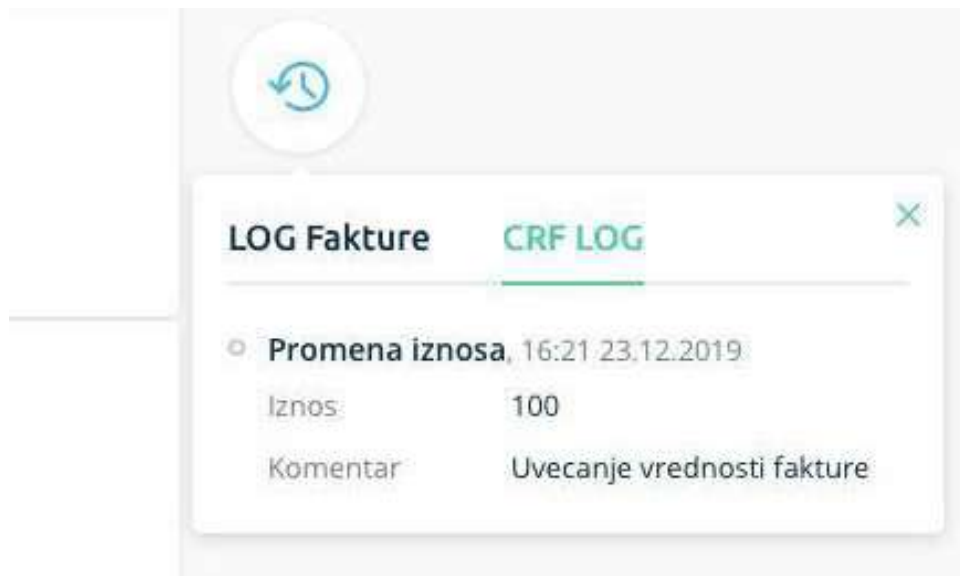 LOG Fakture CRF LOG
Promena iznosa, 16:21 23.12.2019
Iznos 100
Komentar Uvecanje vrednosti fakture